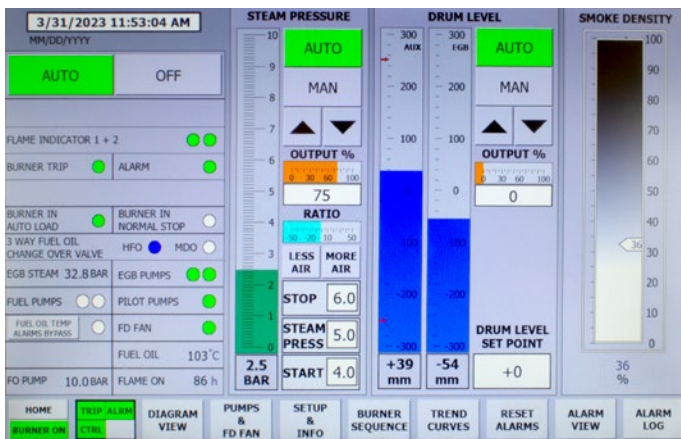 3/31/2023 11:53:04 AM
MM/DD/YYYY
AUTO OFF
FLAME INDICATOR 1 + 2
BURNER TRIP ALARM
BURNER IN
AUTO LOAD
BURNER IN
NORMAL STOP
3 WAY FUEL OIL
CHANGE OVER VALVE
HFO MDO
EGB STEAM 32.8 BAR EGB PUMPS
FUEL PUMPS PILOT PUMPS
FUEL OIL TEMP
ALARMS BYPASS
FD FAN
FUEL OIL 103°C
FO PUMP 10.0 BAR FLAME ON 86 h
STEAM PRESSURE
10
9
8
7
6
5
4
3
2
1
0
2.5
BAR
AUTO
MAN
OUTPUT %
0 30 60 100
75
RATIO
-50 -20 10 50
LESS
AIR
MORE
AIR
STOP 6.0
STEAM
PRESS
5.0
START 4.0
DRUM LEVEL
300
AUX
200
100
-100
-200
-300
+39
mm
300
EGB
200
100
0
-200
-300
-54
mm
AUTO
MAN
OUTPUT %
0 30 60 100
0
DRUM LEVEL
SET POINT
+0
SMOKE DENSITY
100
90
80
70
60
50
40
36
30
20
10
0
36
%
HOME
BURNER ON
TRIP ALRM
CTRL
DIAGRAM
VIEW
PUMPS
&
FD FAN
SETUP
&
INFO
BURNER
SEQUENCE
TREND
CURVES
RESET
ALARMS
ALARM
VIEW
ALARM
LOG